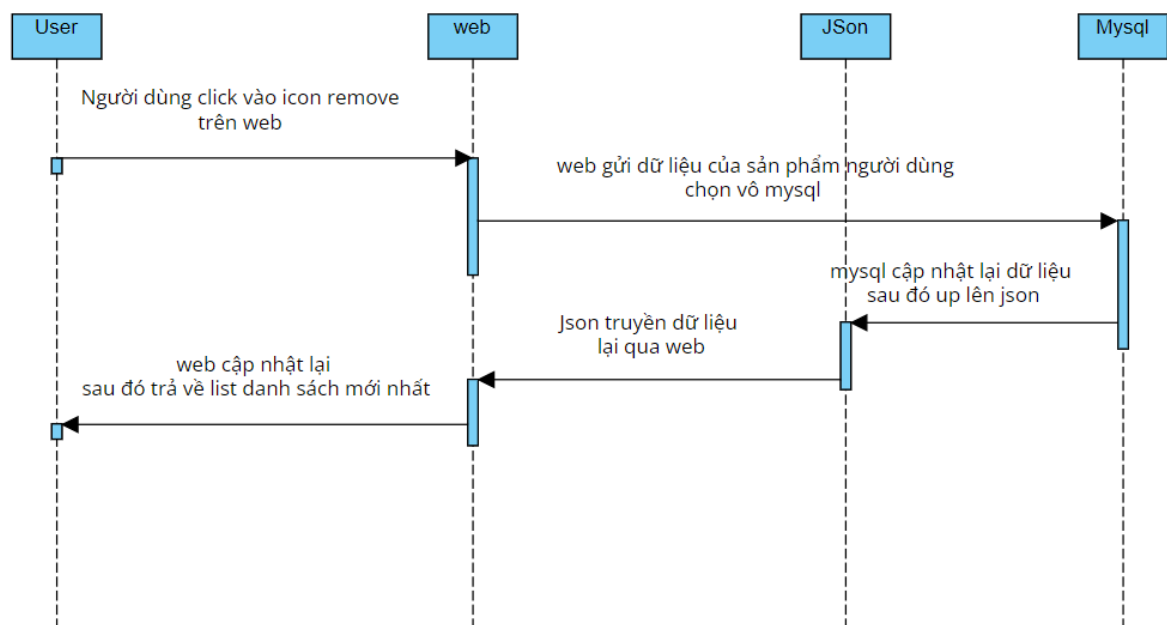 User
web
JSon
Mysql
Người dùng click vào icon remove
trên web
web gửi dữ liệu của sản phẩm người dùng
chọn vô mysql
mysql cập nhật lại dữ liệu
sau đó up lên json
Json truyền dữ liệu
lại qua web
web cập nhật lại
sau đó trả về list danh sách mới nhất